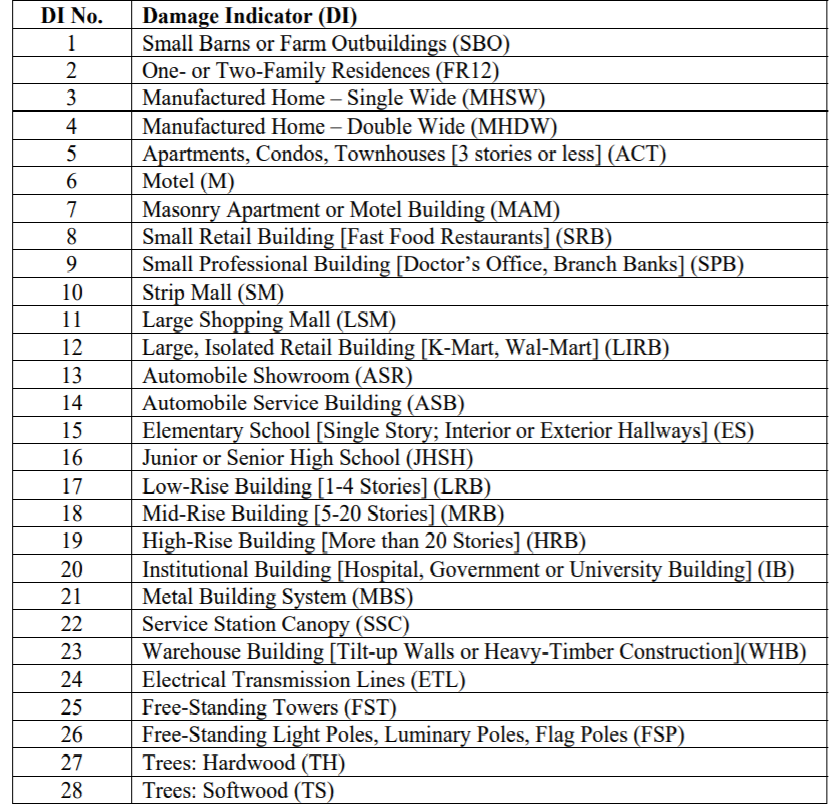 DI No. Damage Indicator (DI)
1 Small Barns or Farm Outbuildings (SBO)
2 One- or Two-Family Residences (FR12)
3 Manufactured Home – Single Wide (MHSW)
4 Manufactured Home – Double Wide (MHDW)
5 Apartments, Condos, Townhouses [3 stories or less] (ACT)
6 Motel (M)
7 Masonry Apartment or Motel Building (MAM)
8 Small Retail Building [Fast Food Restaurants] (SRB)
9 Small Professional Building [Doctor's Office, Branch Banks] (SPB)
10 Strip Mall (SM)
11 Large Shopping Mall (LSM)
12 Large, Isolated Retail Building [K-Mart, Wal-Mart] (LIRB)
13 Automobile Showroom (ASR)
14 Automobile Service Building (ASB)
15 Elementary School [Single Story; Interior or Exterior Hallways] (ES)
16 Junior or Senior High School (JHSH)
17 Low-Rise Building [1-4 Stories] (LRB)
18 Mid-Rise Building [5-20 Stories] (MRB)
19 High-Rise Building [More than 20 Stories] (HRB)
20 Institutional Building [Hospital, Government or University Building] (IB)
21 Metal Building System (MBS)
22 Service Station Canopy (SSC)
23 Warehouse Building [Tilt-up Walls or Heavy-Timber Construction](WHB)
24 Electrical Transmission Lines (ETL)
25 Free-Standing Towers (FST)
26 Free-Standing Light Poles, Luminary Poles, Flag Poles (FSP)
27 Trees: Hardwood (TH)
28 Trees: Softwood (TS)